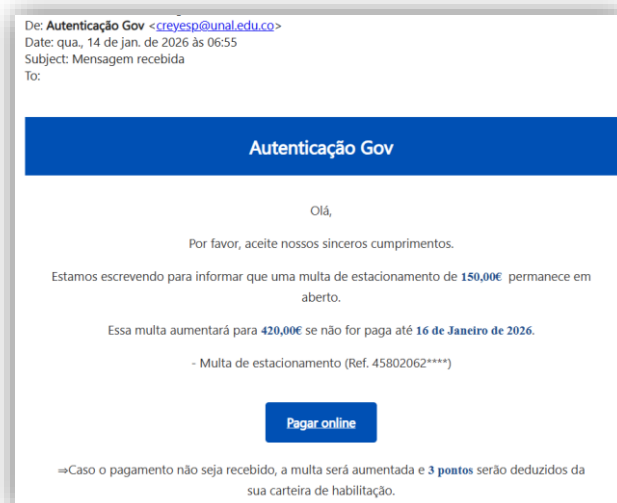 De: Autenticação Gov <creyesp@unal.edu.co>
Date: qua., 14 de jan. de 2026 às 06:55
Subject: Mensagem recebida
To:
Autenticação Gov
Olá,
Por favor, aceite nossos sinceros cumprimentos.
Estamos escrevendo para informar que uma multa de estacionamento de 150,00€ permanece em
aberto.
Essa multa aumentará para 420,00€ se não for paga até 16 de Janeiro de 2026.
- Multa de estacionamento (Ref. 45802062****)
Pagar online
⇒Caso o pagamento não seja recebido, a multa será aumentada e 3 pontos serão deduzidos da
sua carteira de habilitação.